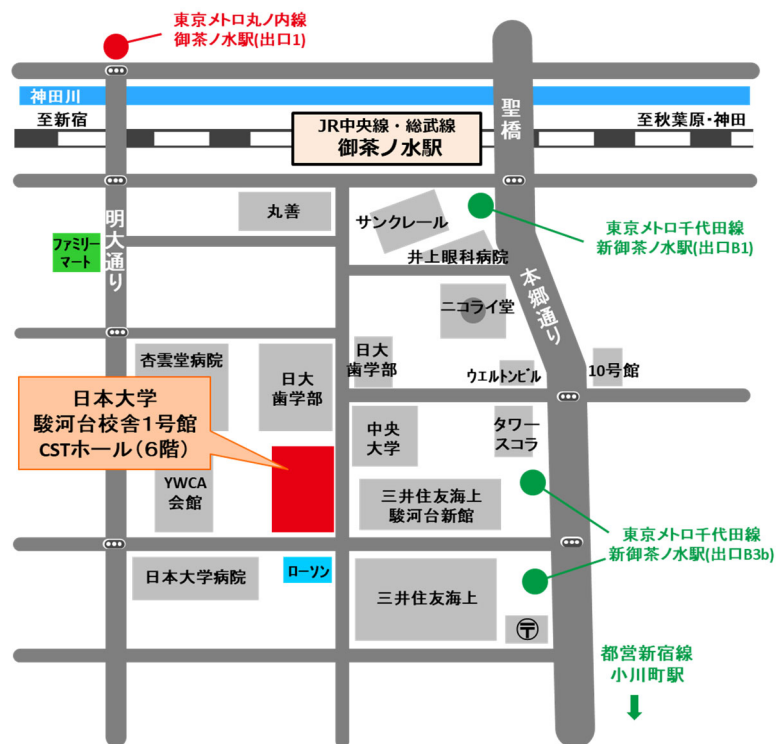 東京メトロ丸ノ内線
御茶ノ水駅(出口1)
神田川
至新宿
JR中央線・総武線
御茶ノ水駅
聖橋
至秋葉原・神田
丸善
サンクレール
東京メトロ千代田線
新御茶ノ水駅(出口B1)
明大通り
ファミリー
マート
井上眼科病院
本郷通り
ニコライ堂
杏雲堂病院
日大
歯学部
日大
歯学部
ウエルトンビル
10号館
日本大学
駿河台校舎1号館
CSTホール(6階)
中央
大学
タワー
スコラ
YWCA
会館
三井住友海上
駿河台新館
東京メトロ千代田線
新御茶ノ水駅(出口B3b)
日本大学病院
ローソン
三井住友海上
〒
都営新宿線
小川町駅